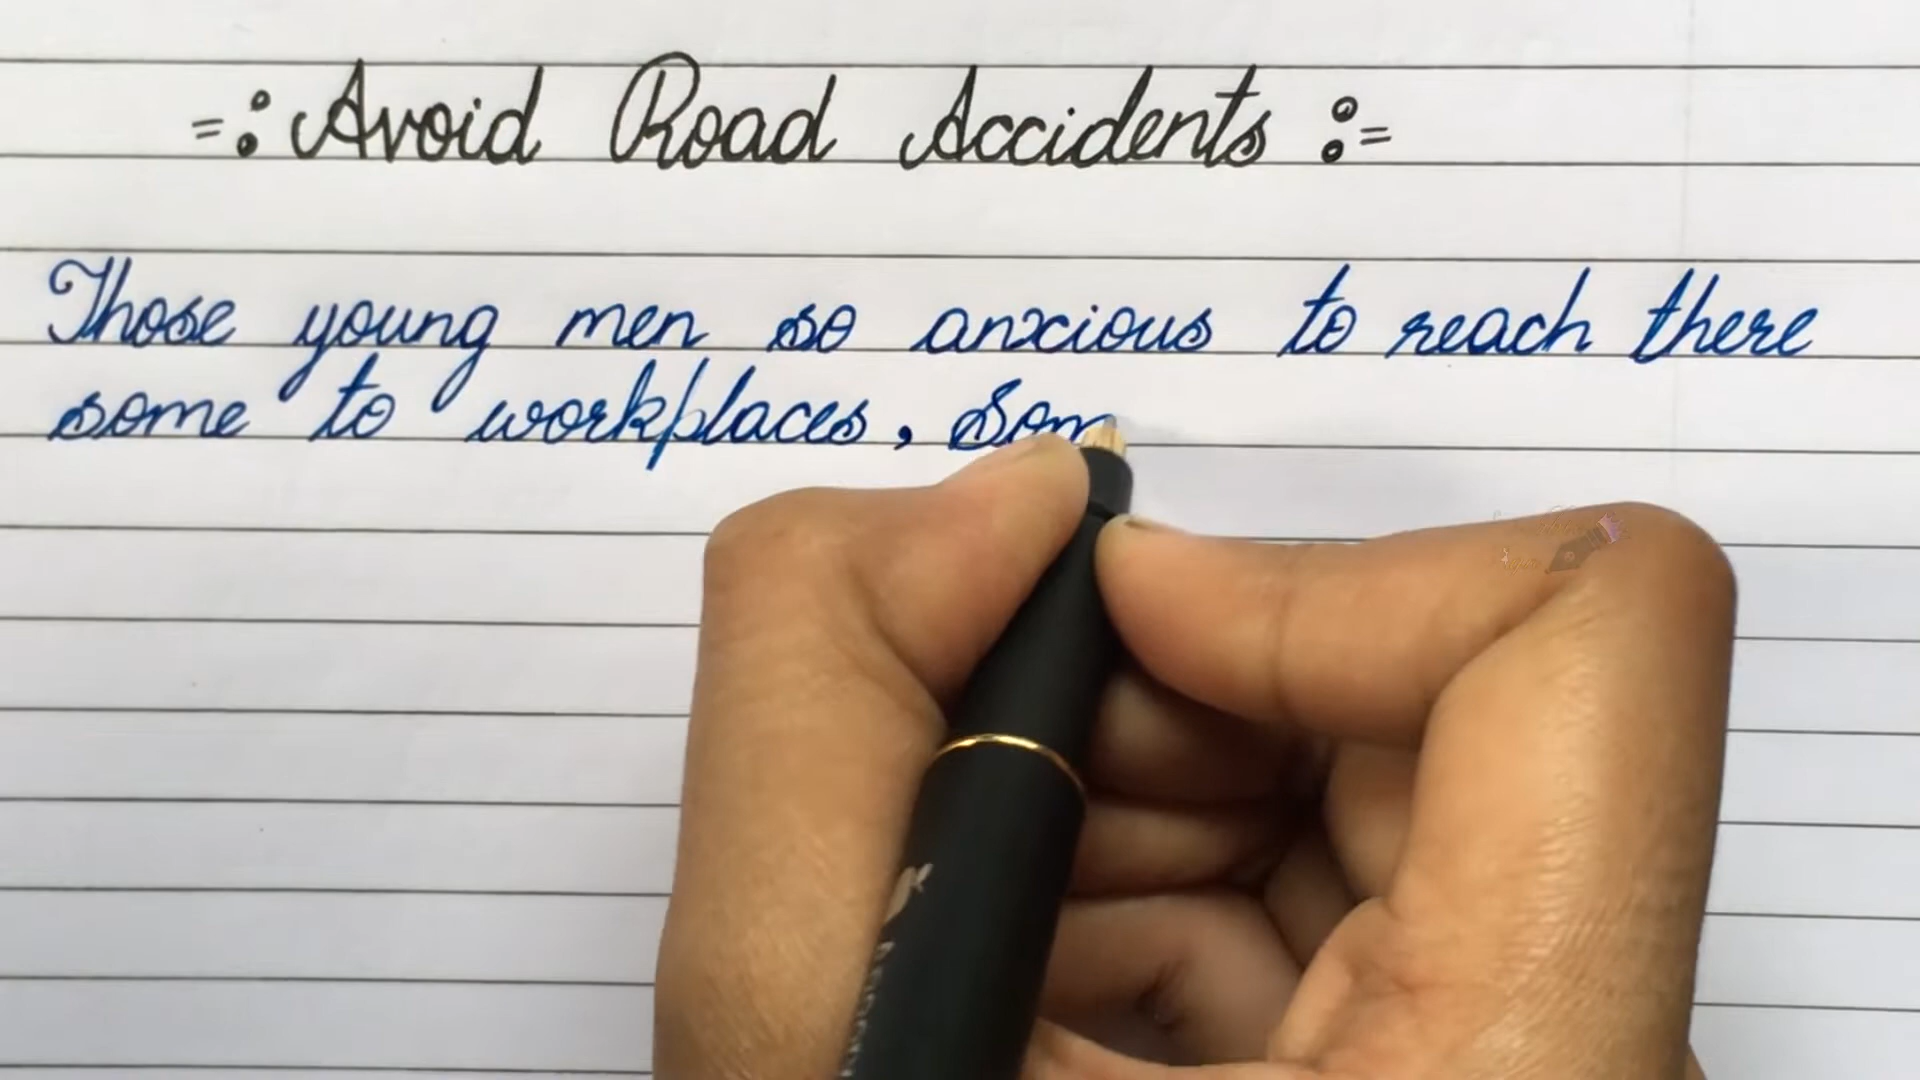 =: Avoid Road Accidents :=
Those young men so anxious to reach there
some to workplaces, Som